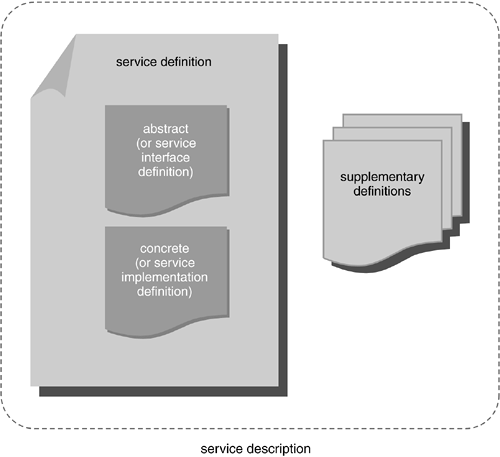 service definition
abstract
(or service
interface
definition)
concrete
(or service
implementation
definition)
supplementary
definitions
service description